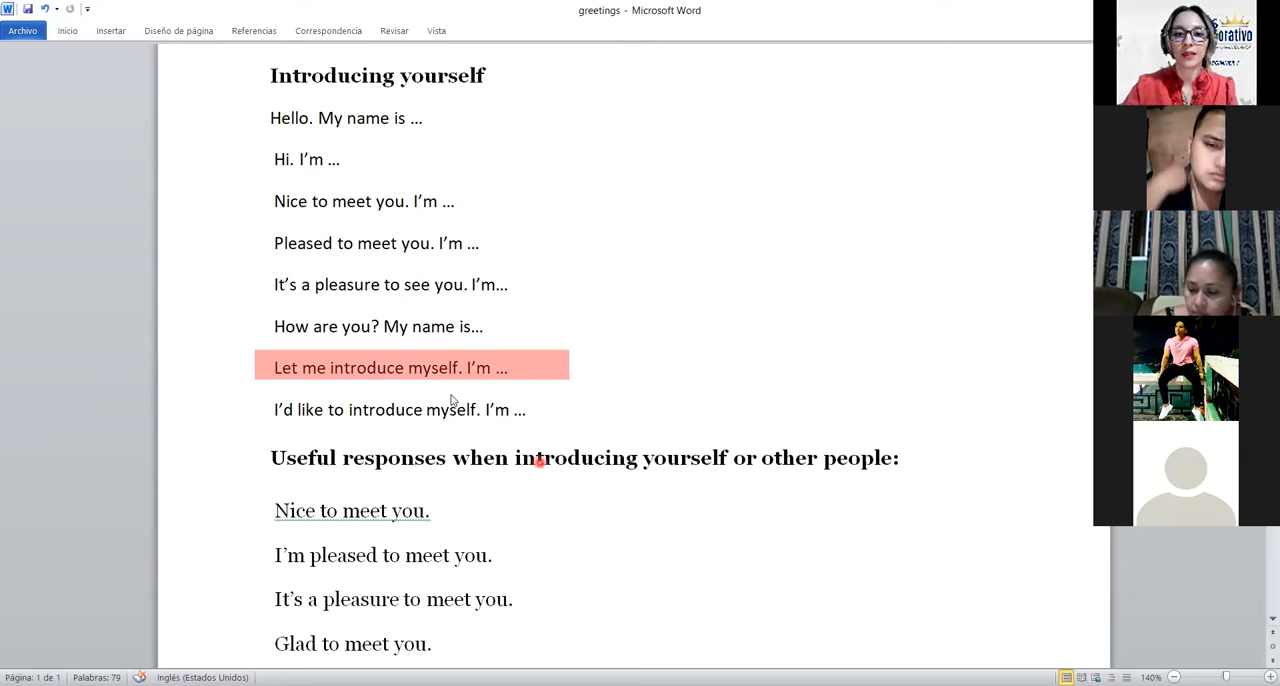 greetings - Microsoft Word
Archivo Inicio Insertar Diseño de página Referencias Correspondencia Revisar Vista
Introducing yourself
Hello. My name is ...
Hi. I’m ...
Nice to meet you. I’m ...
Pleased to meet you. I’m ...
It’s a pleasure to see you. I’m...
How are you? My name is...
Let me introduce myself. I’m ...
I’d like to introduce myself. I’m ...
Useful responses when introducing yourself or other people:
Nice to meet you.
I’m pleased to meet you.
It’s a pleasure to meet you.
Glad to meet you.
Página: 1 de 1 Palabras: 79 Inglés (Estados Unidos) 140%